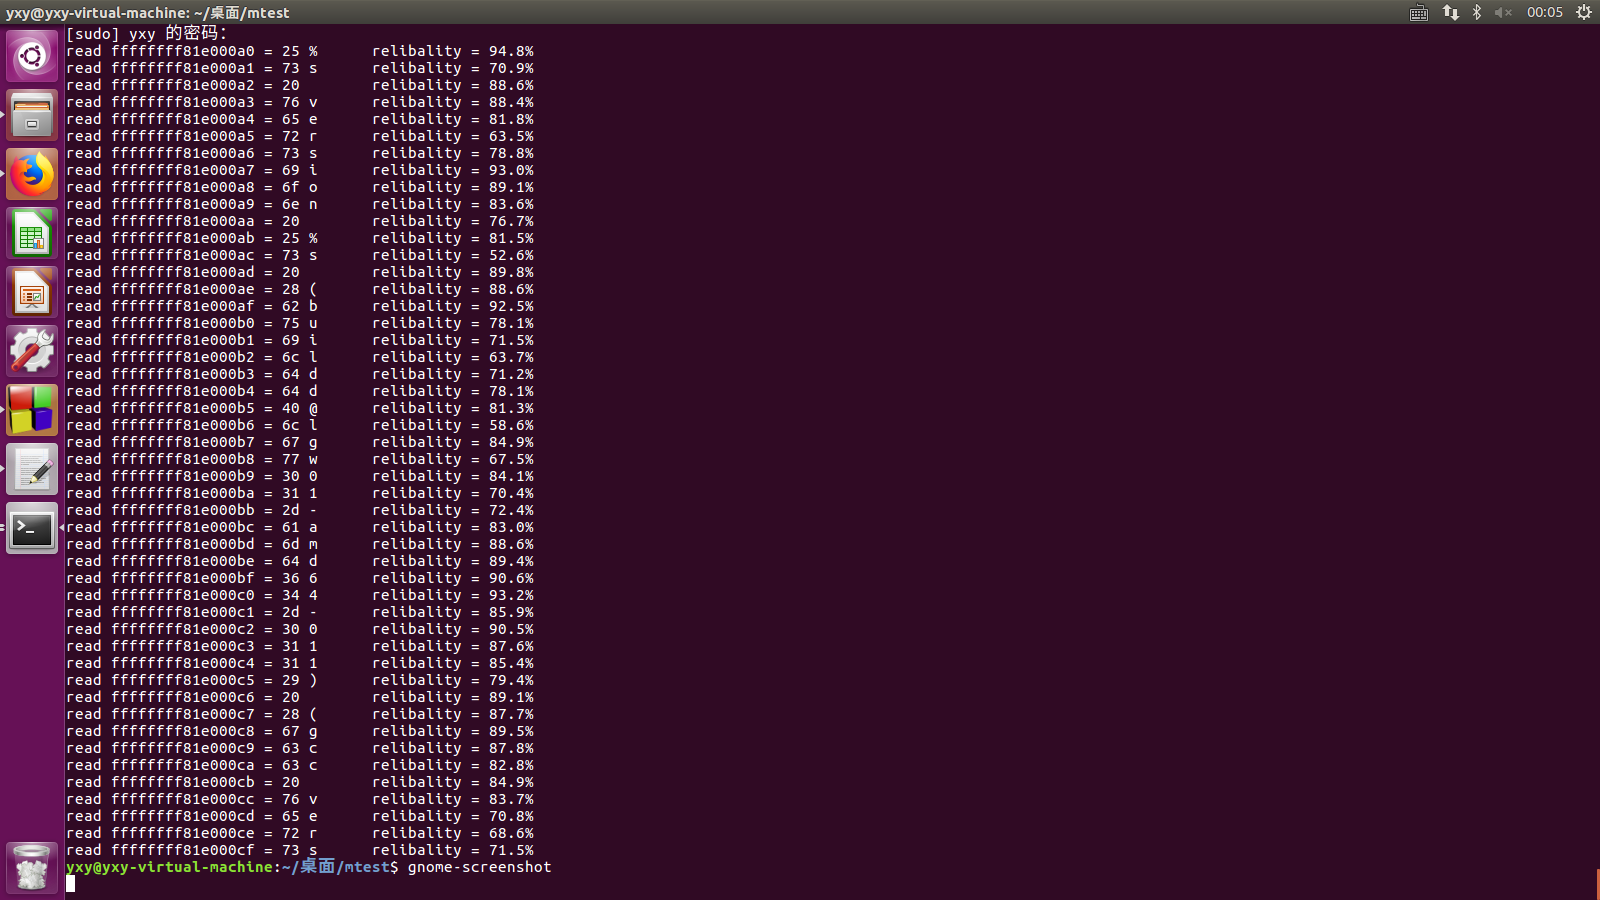 yxy@yxy-virtual-machine: ~/桌面/mtest
00:05
[sudo] yxy 的密码：
read ffffffff81e000a0 = 25 %      relibality = 94.8%
read ffffffff81e000a1 = 73 s      relibality = 70.9%
read ffffffff81e000a2 = 20        relibality = 88.6%
read ffffffff81e000a3 = 76 v      relibality = 88.4%
read ffffffff81e000a4 = 65 e      relibality = 81.8%
read ffffffff81e000a5 = 72 r      relibality = 63.5%
read ffffffff81e000a6 = 73 s      relibality = 78.8%
read ffffffff81e000a7 = 69 i      relibality = 93.0%
read ffffffff81e000a8 = 6f o      relibality = 89.1%
read ffffffff81e000a9 = 6e n      relibality = 83.6%
read ffffffff81e000aa = 20        relibality = 76.7%
read ffffffff81e000ab = 25 %      relibality = 81.5%
read ffffffff81e000ac = 73 s      relibality = 52.6%
read ffffffff81e000ad = 20        relibality = 89.8%
read ffffffff81e000ae = 28 (      relibality = 88.6%
read ffffffff81e000af = 62 b      relibality = 92.5%
read ffffffff81e000b0 = 75 u      relibality = 78.1%
read ffffffff81e000b1 = 69 i      relibality = 71.5%
read ffffffff81e000b2 = 6c l      relibality = 63.7%
read ffffffff81e000b3 = 64 d      relibality = 71.2%
read ffffffff81e000b4 = 64 d      relibality = 78.1%
read ffffffff81e000b5 = 40 @      relibality = 81.3%
read ffffffff81e000b6 = 6c l      relibality = 58.6%
read ffffffff81e000b7 = 67 g      relibality = 84.9%
read ffffffff81e000b8 = 77 w      relibality = 67.5%
read ffffffff81e000b9 = 30 0      relibality = 84.1%
read ffffffff81e000ba = 31 1      relibality = 70.4%
read ffffffff81e000bb = 2d -      relibality = 72.4%
read ffffffff81e000bc = 61 a      relibality = 83.0%
read ffffffff81e000bd = 6d m      relibality = 88.6%
read ffffffff81e000be = 64 d      relibality = 89.4%
read ffffffff81e000bf = 36 6      relibality = 90.6%
read ffffffff81e000c0 = 34 4      relibality = 93.2%
read ffffffff81e000c1 = 2d -      relibality = 85.9%
read ffffffff81e000c2 = 30 0      relibality = 90.5%
read ffffffff81e000c3 = 31 1      relibality = 87.6%
read ffffffff81e000c4 = 31 1      relibality = 85.4%
read ffffffff81e000c5 = 29 )      relibality = 79.4%
read ffffffff81e000c6 = 20        relibality = 89.1%
read ffffffff81e000c7 = 28 (      relibality = 87.7%
read ffffffff81e000c8 = 67 g      relibality = 89.5%
read ffffffff81e000c9 = 63 c      relibality = 87.8%
read ffffffff81e000ca = 63 c      relibality = 82.8%
read ffffffff81e000cb = 20        relibality = 84.9%
read ffffffff81e000cc = 76 v      relibality = 83.7%
read ffffffff81e000cd = 65 e      relibality = 70.8%
read ffffffff81e000ce = 72 r      relibality = 68.6%
read ffffffff81e000cf = 73 s      relibality = 71.5%
yxy@yxy-virtual-machine:~/桌面/mtest$ gnome-screenshot